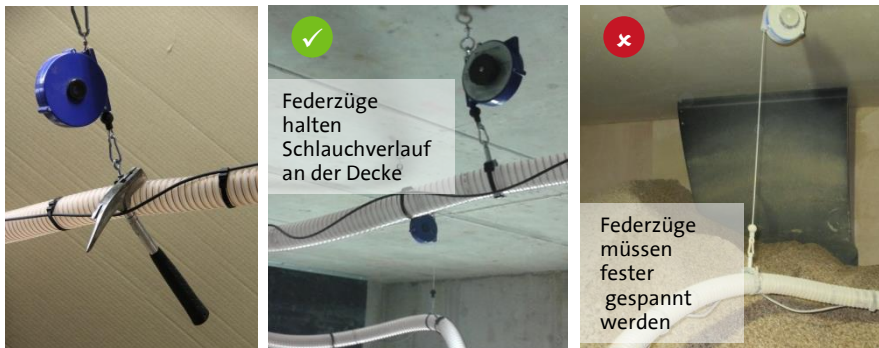 Federzüge
halten
Schlauchverlauf
an der Decke
Federzüge
müssen
fester
gespannt
werden